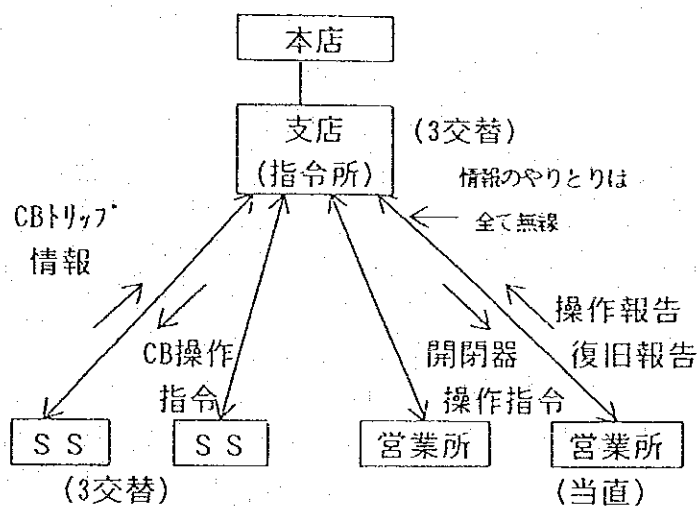 本店
支店
(指令所)
(3交替)
情報のやりとりは
全て無線
CBトリップ
情報
CB操作
指令
開閉器
操作指令
操作報告
復旧報告
SS
SS
営業所
営業所
(3交替)
(当直)